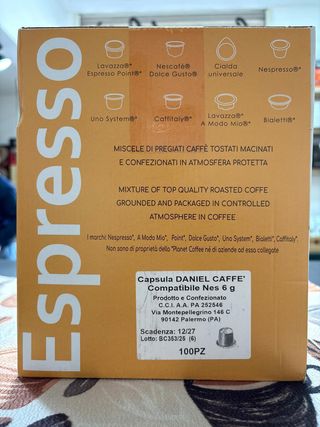 Espresso
Lavazza®*
Espresso Point®*
Nescafé®*
Dolce Gusto®*
Cialda
universale
Nespresso®*
Uno System®*
Caffitaly®*
Lavazza®*
A Modo Mio®*
Bialetti®*
MISCELE DI PREGIATI CAFFÈ TOSTATI MACINATI
E CONFEZIONATI IN ATMOSFERA PROTETTA
MIXTURE OF TOP QUALITY ROASTED COFFE
GROUNDED AND PACKAGED IN CONTROLLED
ATMOSPHERE IN COFFEE
I marchi Nespresso®, A Modo Mio®, Point®, Dolce Gusto®, Uno System®, Bialetti®, Caffitaly®,
Non sono di proprietà della "Planet Coffee né di aziende ad essa collegate
Capsula DANIEL CAFFE'
Compatibile Nes 6 g
Prodotto e Confezionato
C.C.I. A.A. PA 252546
Via Montepellegrino 146 C
90142 Palermo (PA)
Scadenza: 12/27
Lotto: BC353/25 (6)
100PZ